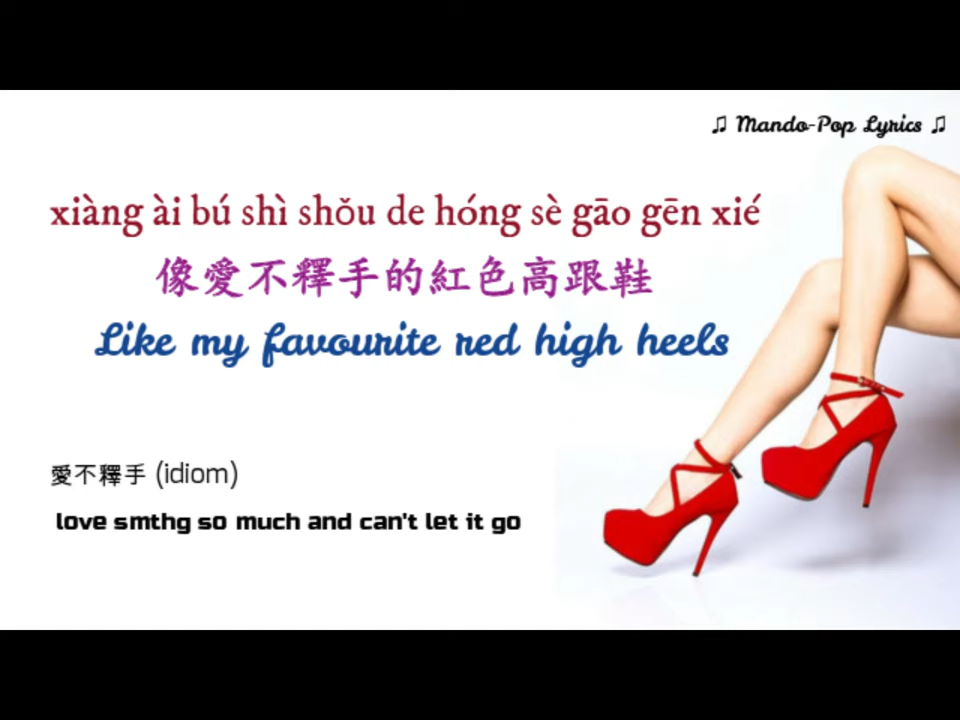 ♫ Mando-Pop Lyrics ♫
xiàng ài bú shì shǒu de hóng sè gāo gēn xié
像愛不釋手的紅色高跟鞋
Like my favourite red high heels
愛不釋手 (idiom)
love smthg so much and can't let it go